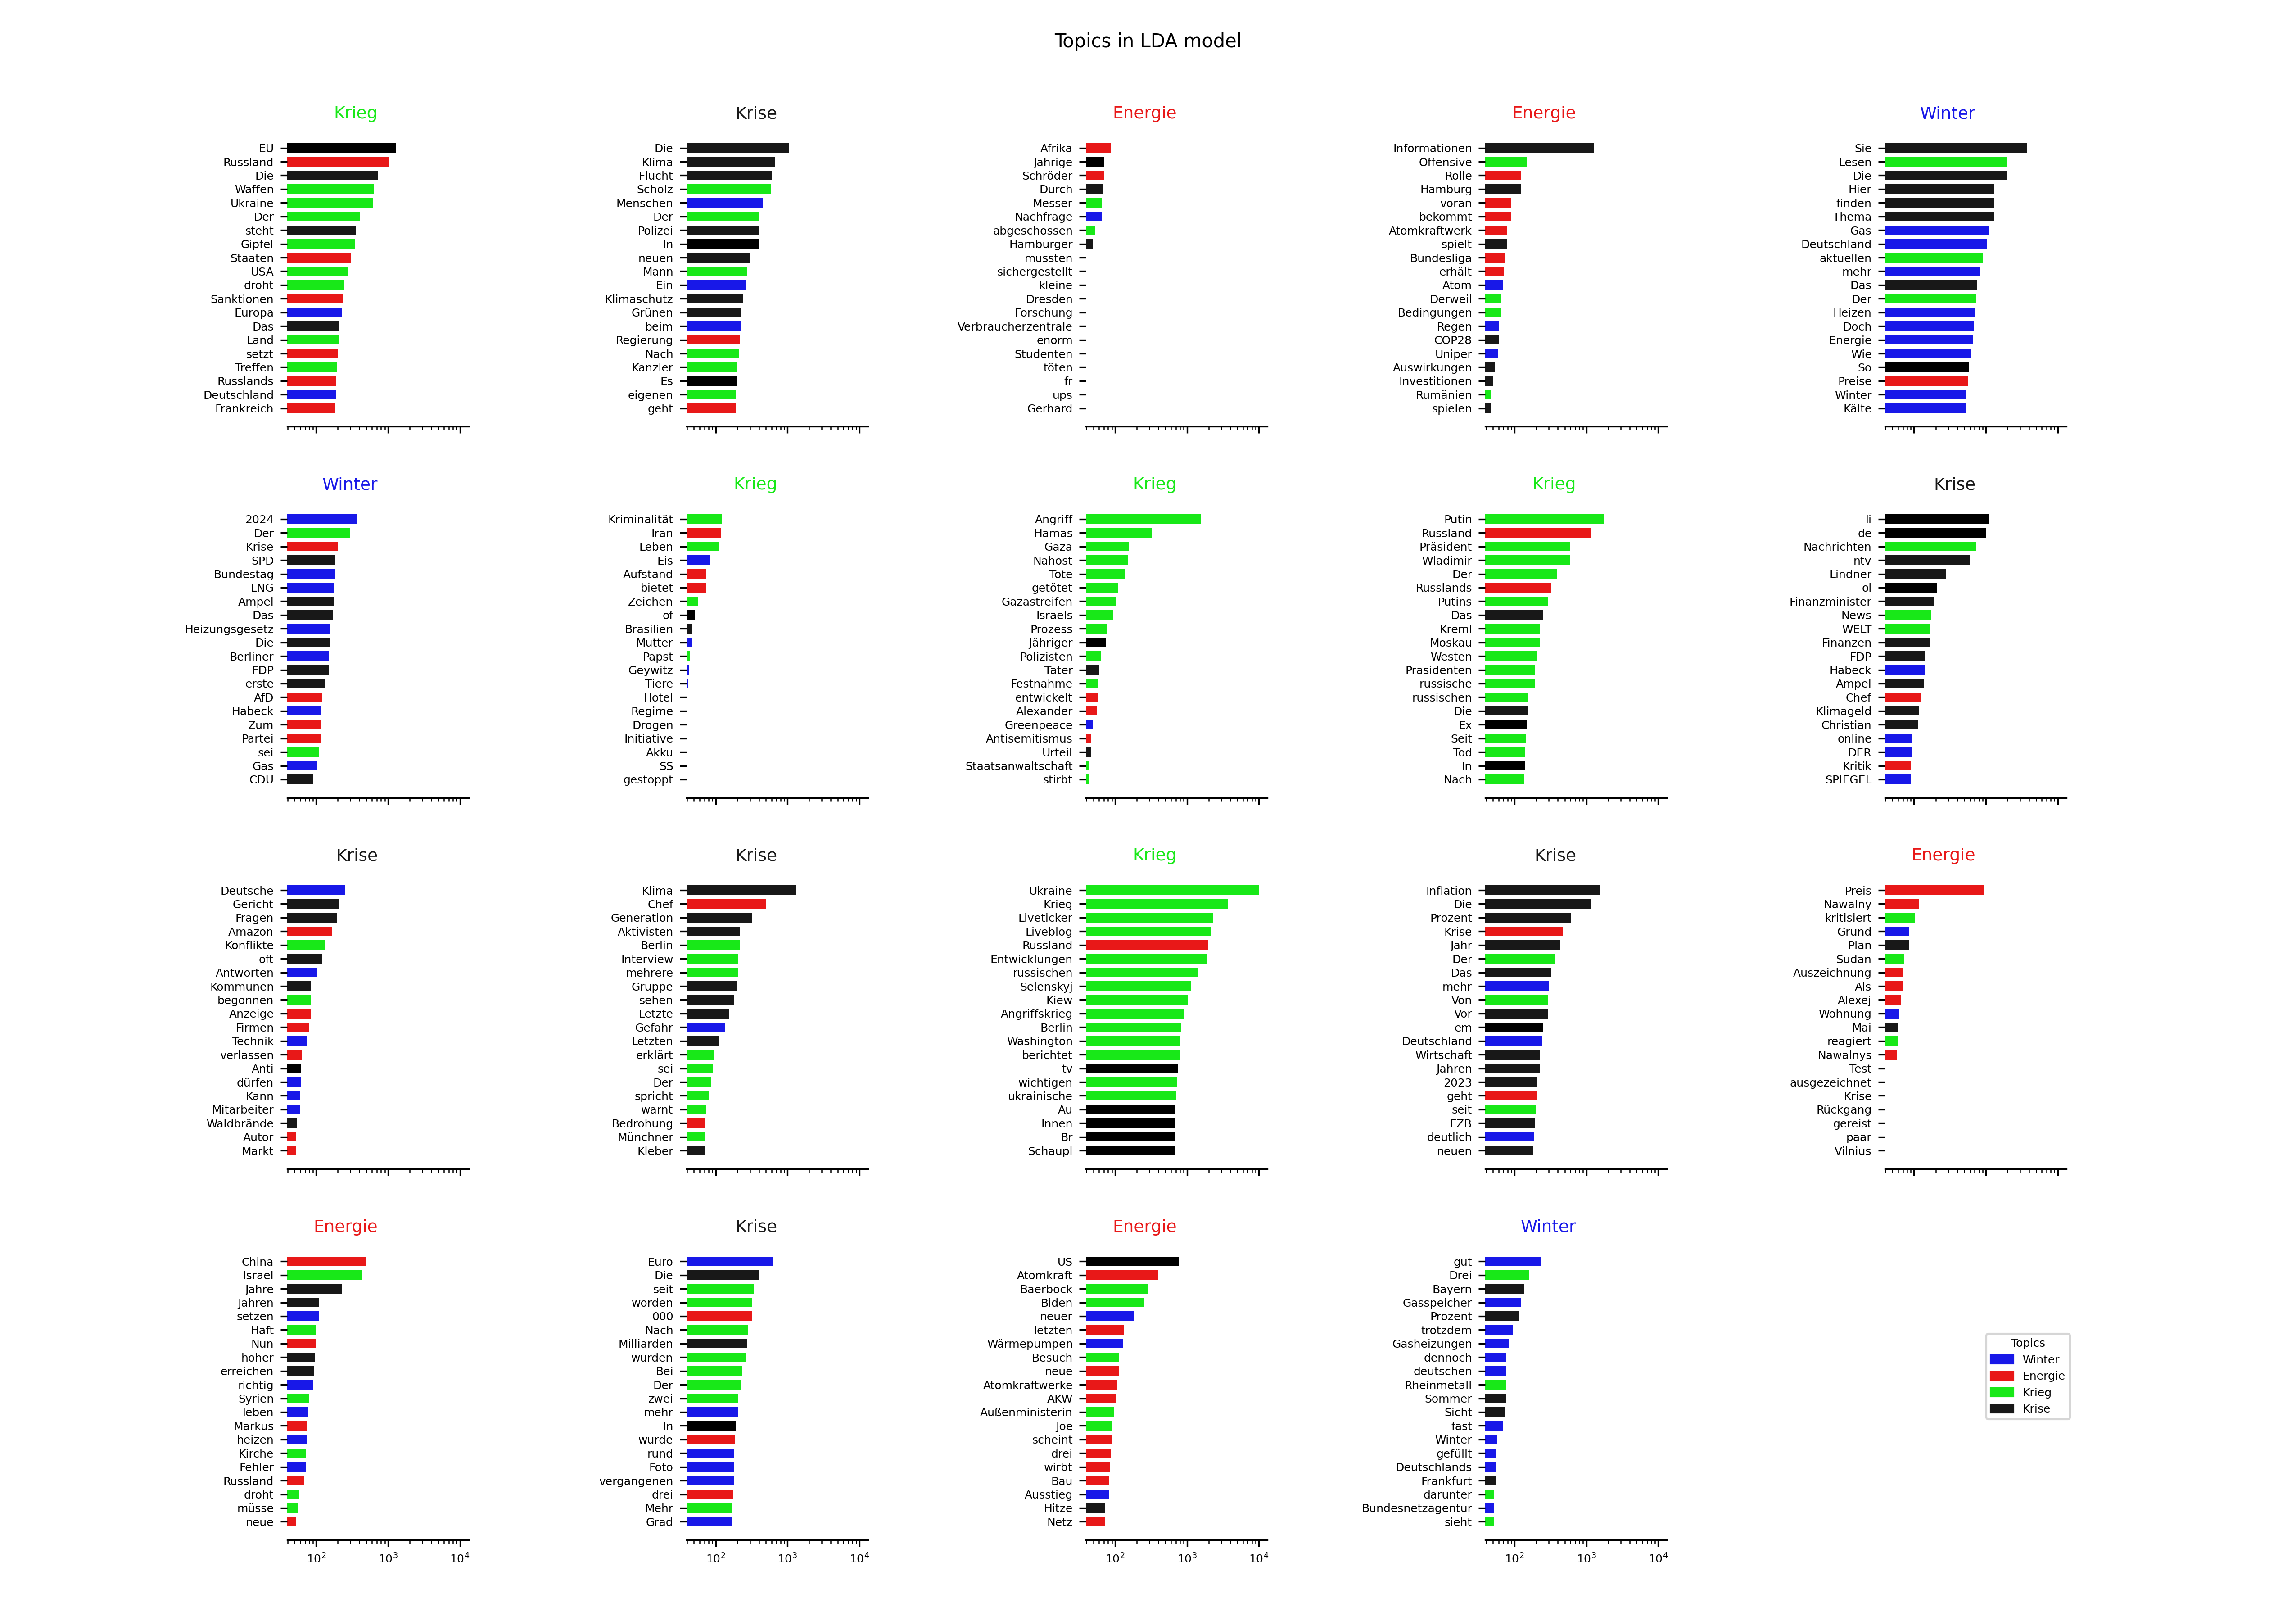 Topics in LDA model
Krieg
EU
Russland
Die
Waffen
Ukraine
Der
steht
Gipfel
Staaten
USA
droht
Sanktionen
Europa
Das
Land
setzt
Treffen
Russlands
Deutschland
Frankreich
Krise
Die
Klima
Flucht
Scholz
Menschen
Der
Polizei
In
neuen
Mann
Ein
Klimaschutz
Grünen
beim
Regierung
Nach
Kanzler
Es
eigenen
geht
Energie
Afrika
Jährige
Schröder
Durch
Messer
Nachfrage
abgeschossen
Hamburger
mussten
sichergestellt
kleine
Dresden
Forschung
Verbraucherzentrale
enorm
Studenten
töten
fr
ups
Gerhard
Energie
Informationen
Offensive
Rolle
Hamburg
voran
bekommt
Atomkraftwerk
spielt
Bundesliga
erhält
Atom
Derweil
Bedingungen
Regen
COP28
Uniper
Auswirkungen
Investitionen
Rumänien
spielen
Winter
Sie
Lesen
Die
Hier
finden
Thema
Gas
Deutschland
aktuellen
mehr
Das
Der
Heizen
Doch
Energie
Wie
So
Preise
Winter
Kälte
Winter
2024
Der
Krise
SPD
Bundestag
LNG
Ampel
Das
Heizungsgesetz
Die
Berliner
FDP
erste
AfD
Habeck
Zum
Partei
sei
Gas
CDU
Krieg
Kriminalität
Iran
Leben
Eis
Aufstand
bietet
Zeichen
of
Brasilien
Mutter
Papst
Geywitz
Tiere
Hotel
Regime
Drogen
Initiative
Akku
SS
gestoppt
Krieg
Angriff
Hamas
Gaza
Nahost
Tote
getötet
Gazastreifen
Israels
Prozess
Jähriger
Polizisten
Täter
Festnahme
entwickelt
Alexander
Greenpeace
Antisemitismus
Urteil
Staatsanwaltschaft
stirbt
Krieg
Putin
Russland
Präsident
Wladimir
Der
Russlands
Putins
Das
Kreml
Moskau
Westen
Präsidenten
russische
russischen
Die
Ex
Seit
Tod
In
Nach
Krise
li
de
Nachrichten
ntv
Lindner
ol
Finanzminister
News
WELT
Finanzen
FDP
Habeck
Ampel
Chef
Klimageld
Christian
online
DER
Kritik
SPIEGEL
Krise
Deutsche
Gericht
Fragen
Amazon
Konflikte
oft
Antworten
Kommunen
begonnen
Anzeige
Firmen
Technik
verlassen
Anti
dürfen
Kann
Mitarbeiter
Waldbrände
Autor
Markt
Krise
Klima
Chef
Generation
Aktivisten
Berlin
Interview
mehrere
Gruppe
sehen
Letzte
Gefahr
Letzten
erklärt
sei
Der
spricht
warnt
Bedrohung
Münchner
Kleber
Krieg
Ukraine
Krieg
Liveticker
Liveblog
Russland
Entwicklungen
russischen
Selenskyj
Kiew
Angriffskrieg
Berlin
Washington
berichtet
tv
wichtigen
ukrainische
Au
Innen
Br
Schaupl
Krise
Inflation
Die
Prozent
Krise
Jahr
Der
Das
mehr
Von
Vor
em
Deutschland
Wirtschaft
Jahren
2023
geht
seit
EZB
deutlich
neuen
Energie
Preis
Nawalny
kritisiert
Grund
Plan
Sudan
Auszeichnung
Als
Alexej
Wohnung
Mai
reagiert
Nawalnys
Test
ausgezeichnet
Krise
Rückgang
gereist
paar
Vilnius
Energie
China
Israel
Jahre
Jahren
setzen
Haft
Nun
hoher
erreichen
richtig
Syrien
leben
Markus
heizen
Kirche
Fehler
Russland
droht
müsse
neue
10² 10³ 10⁴
Krise
Euro
Die
seit
worden
000
Nach
Milliarden
wurden
Bei
Der
zwei
mehr
In
wurde
rund
Foto
vergangenen
drei
Mehr
Grad
10² 10³ 10⁴
Energie
US
Atomkraft
Baerbock
Biden
neuer
letzten
Wärmepumpen
Besuch
neue
Atomkraftwerke
AKW
Außenministerin
Joe
scheint
drei
wirbt
Bau
Ausstieg
Hitze
Netz
10² 10³ 10⁴
Winter
gut
Drei
Bayern
Gasspeicher
Prozent
trotzdem
Gasheizungen
dennoch
deutschen
Rheinmetall
Sommer
Sicht
fast
Winter
gefüllt
Deutschlands
Frankfurt
darunter
Bundesnetzagentur
sieht
10² 10³ 10⁴
Topics
Winter
Energie
Krieg
Krise